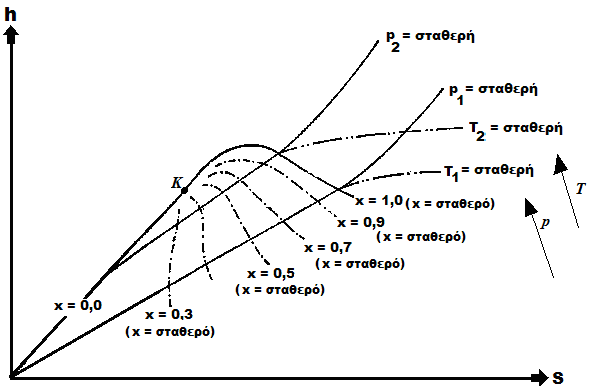 h
p₂ = σταθερή
p₁ = σταθερή
T₂ = σταθερή
T₁ = σταθερή
K
x = 1,0 (x = σταθερό)
T
x = 0,9
(x = σταθερό)
p
x = 0,7
(x = σταθερό)
x = 0,5
(x = σταθερό)
x = 0,0
x = 0,3
(x = σταθερό)
s